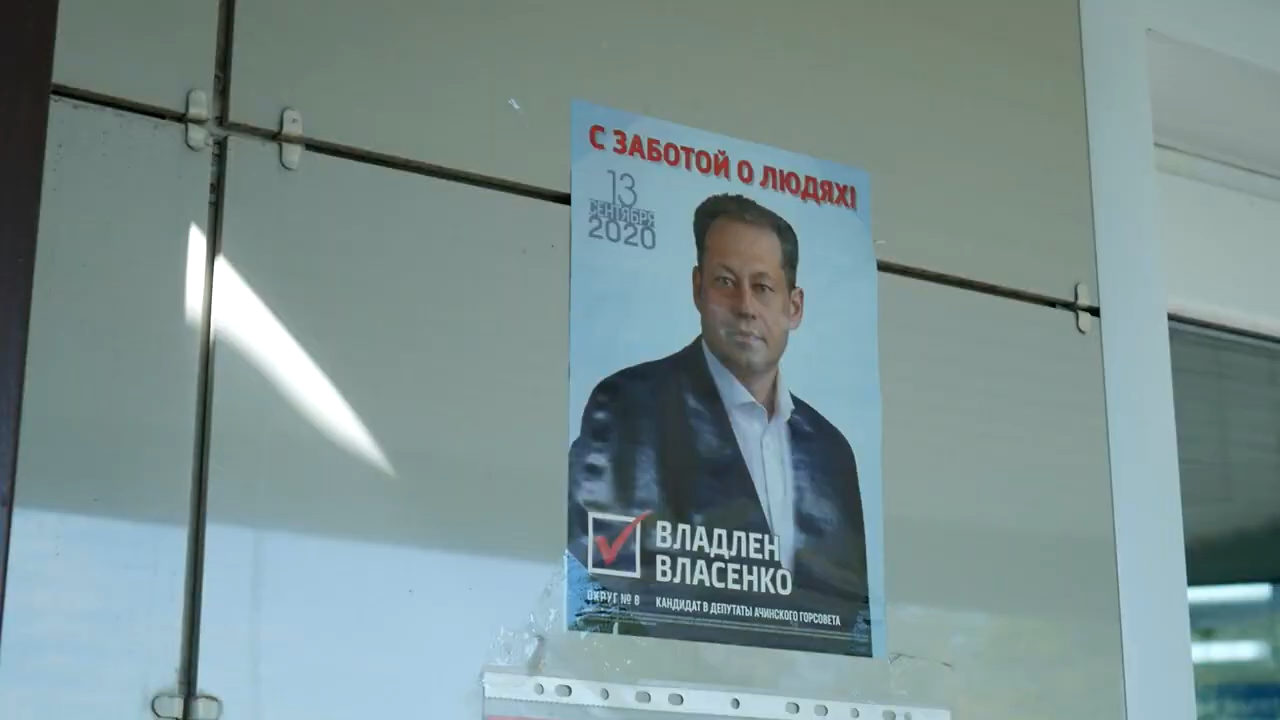 С ЗАБОТОЙ О ЛЮДЯХ!
13
СЕНТЯБРЯ
2020
ВЛАДЛЕН
ВЛАСЕНКО
ОКРУГ № 8 КАНДИДАТ В ДЕПУТАТЫ АЧИНСКОГО ГОРСОВЕТА